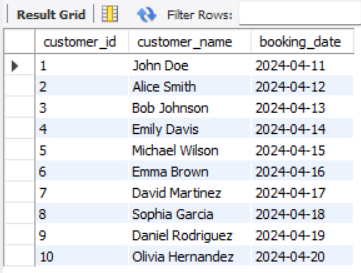 Result Grid Filter Rows:
customer_id customer_name booking_date
1 John Doe 2024-04-11
2 Alice Smith 2024-04-12
3 Bob Johnson 2024-04-13
4 Emily Davis 2024-04-14
5 Michael Wilson 2024-04-15
6 Emma Brown 2024-04-16
7 David Martinez 2024-04-17
8 Sophia Garcia 2024-04-18
9 Daniel Rodriguez 2024-04-19
10 Olivia Hernandez 2024-04-20